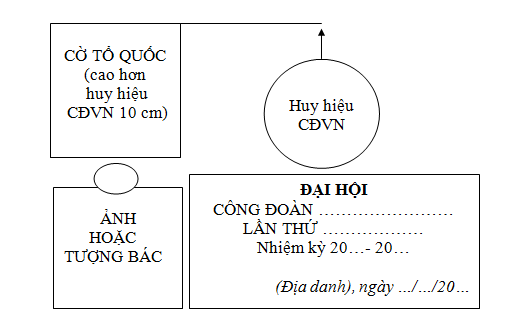 CỜ TỔ QUỐC
(cao hơn
huy hiệu
CĐVN 10 cm)
Huy hiệu
CĐVN
ẢNH
HOẶC
TƯỢNG BÁC
ĐẠI HỘI
CÔNG ĐOÀN ……………………
LẦN THỨ ………………
Nhiệm kỳ 20…- 20…
(Địa danh), ngày …/…/20…